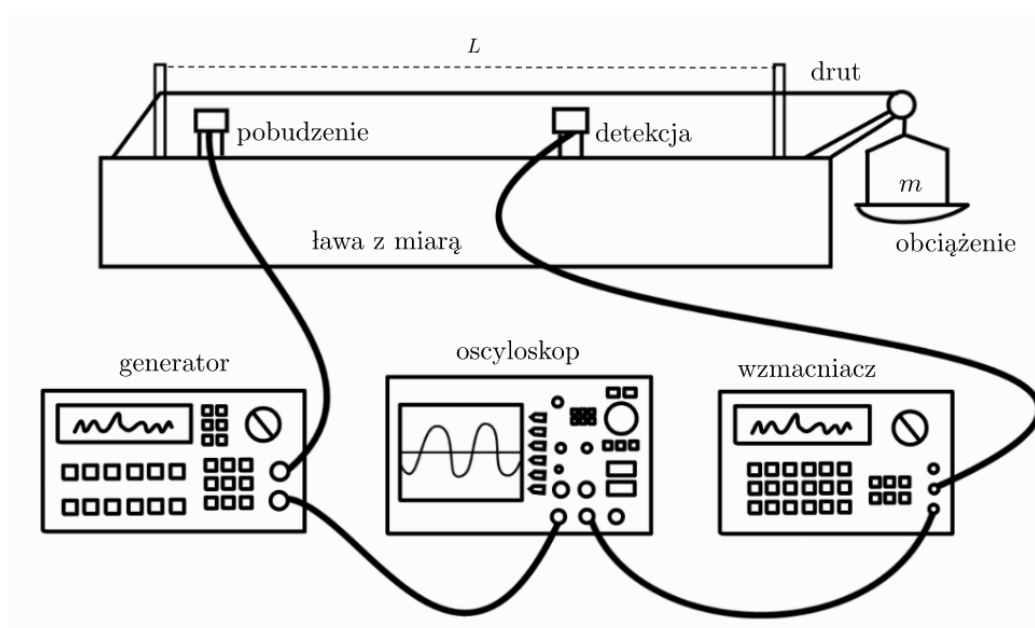 L
drut
pobudzenie
detekcja
m
ława z miarą
obciążenie
generator
oscyloskop
wzmacniacz